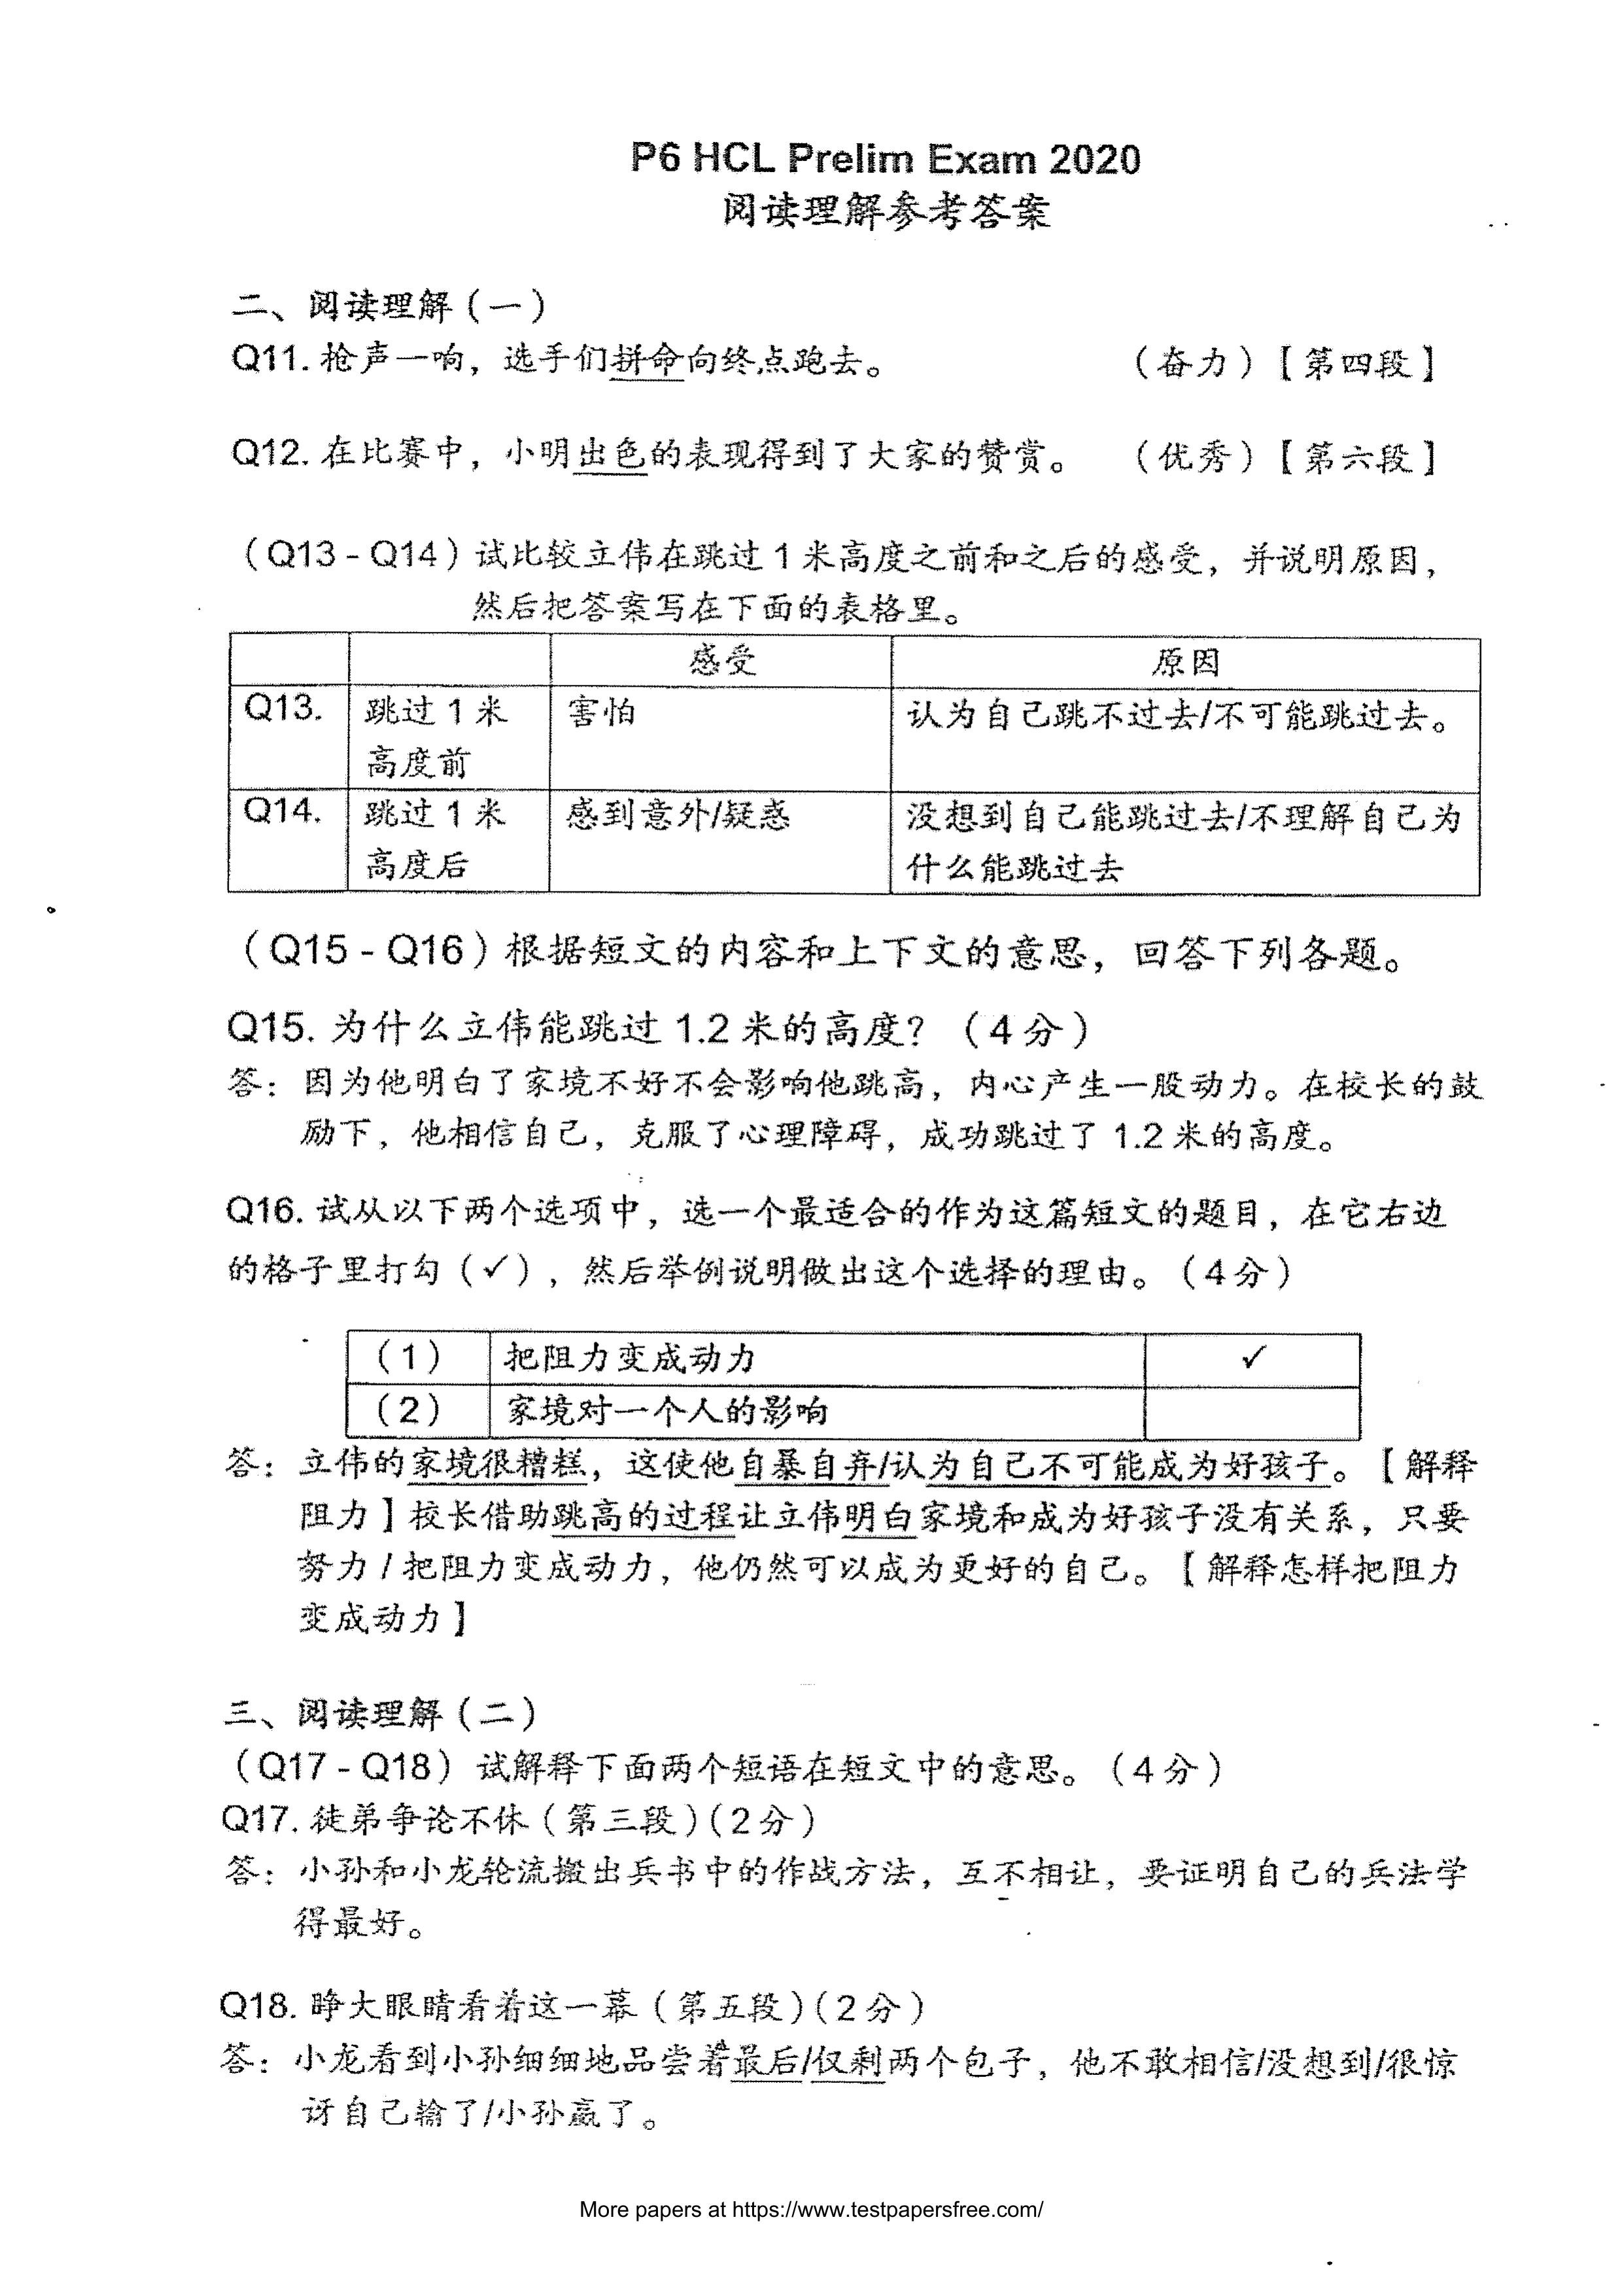 P6 HCL Prelim Exam 2020
阅读理解参考答案
二、阅读理解（一）
Q11. 枪声一响，选手们拼命向终点跑去。 （奋力）【第四段】
Q12. 在比赛中，小明出色的表现得到了大家的赞赏。 （优秀）【第六段】
（Q13 - Q14）试比较立伟在跳过 1 米高度之前和之后的感受，并说明原因，
然后把答案写在下面的表格里。
感受 原因
Q13. 跳过 1 米 害怕 认为自己跳不过去/不可能跳过去。
高度前
Q14. 跳过 1 米 感到意外/疑惑 没想到自己能跳过去/不理解自己为
高度后 什么能跳过去
（Q15 - Q16）根据短文的内容和上下文的意思，回答下列各题。
Q15. 为什么立伟能跳过 1.2 米的高度？（4 分）
答：因为他明白了家境不好不会影响他跳高，内心产生一股动力。在校长的鼓
励下，他相信自己，克服了心理障碍，成功跳过了 1.2 米的高度。
Q16. 试从以下两个选项中，选一个最适合的作为这篇短文的题目，在它右边
的格子里打勾（✓），然后举例说明做出这个选择的理由。（4 分）
（1） 把阻力变成动力 ✓
（2） 家境对一个人的影响
答：立伟的家境很糟糕，这使他自暴自弃/认为自己不可能成为好孩子。【解释
阻力】校长借助跳高的过程让立伟明白家境和成为好孩子没有关系，只要
努力 / 把阻力变成动力，他仍然可以成为更好的自己。【解释怎样把阻力
变成动力】
三、阅读理解（二）
（Q17 - Q18）试解释下面两个短语在短文中的意思。（4 分）
Q17. 徒弟争论不休（第三段）（2 分）
答：小孙和小龙轮流搬出兵书中的作战方法，互不相让，要证明自己的兵法学
得最好。
Q18. 睁大眼睛看着这一幕（第五段）（2 分）
答：小龙看到小孙细细地品尝着最后/仅剩两个包子，他不敢相信/没想到/很惊
讶自己输了/小孙赢了。
More papers at https://www.testpapersfree.com/